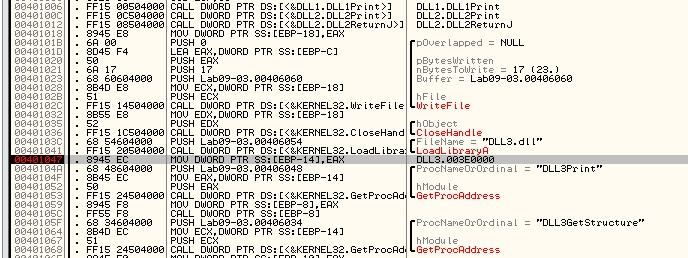 00401006 . FF15 00504000 CALL DWORD PTR DS:[<&DLL1.DLL1Print>] DLL1.DLL1Print
0040100C . FF15 0C504000 CALL DWORD PTR DS:[<&DLL2.DLL2Print>] DLL2.DLL2Print
00401012 . FF15 08504000 CALL DWORD PTR DS:[<&DLL2.DLL2ReturnJ>] DLL2.DLL2ReturnJ
00401018 . 8945 E8 MOV DWORD PTR SS:[EBP-18],EAX
0040101B . 6A 00 PUSH 0 pOverlapped = NULL
0040101D . 8D45 F4 LEA EAX,DWORD PTR SS:[EBP-C]
00401020 . 50 PUSH EAX pBytesWritten
00401021 . 6A 17 PUSH 17 nBytesToWrite = 17 (23.)
00401023 . 68 60604000 PUSH Lab09-03.00406060 Buffer = Lab09-03.00406060
00401028 . 8B4D E8 MOV ECX,DWORD PTR SS:[EBP-18]
0040102B . 51 PUSH ECX hFile
0040102C . FF15 14504000 CALL DWORD PTR DS:[<&KERNEL32.WriteFile WriteFile
00401032 . 8B55 E8 MOV EDX,DWORD PTR SS:[EBP-18]
00401035 . 52 PUSH EDX hObject
00401036 . FF15 1C504000 CALL DWORD PTR DS:[<&KERNEL32.CloseHand CloseHandle
0040103C . 68 54604000 PUSH Lab09-03.00406054 FileName = "DLL3.dll"
00401041 . FF15 20504000 CALL DWORD PTR DS:[<&KERNEL32.LoadLibra LoadLibraryA
00401047 . 8945 EC MOV DWORD PTR SS:[EBP-14],EAX DLL3.003E0000
0040104A . 68 48604000 PUSH Lab09-03.00406048 ProcNameOrOrdinal = "DLL3Print"
0040104F . 8B45 EC MOV EAX,DWORD PTR SS:[EBP-14]
00401052 . 50 PUSH EAX hModule
00401053 . FF15 24504000 CALL DWORD PTR DS:[<&KERNEL32.GetProcAd GetProcAddress
00401059 . 8945 F8 MOV DWORD PTR SS:[EBP-8],EAX
0040105C . FF55 F8 CALL DWORD PTR SS:[EBP-8]
0040105F . 68 34604000 PUSH Lab09-03.00406034 ProcNameOrOrdinal = "DLL3GetStructure"
00401064 . 8B4D EC MOV ECX,DWORD PTR SS:[EBP-14]
00401067 . 51 PUSH ECX hModule
00401068 . FF15 24504000 CALL DWORD PTR DS:[<&KERNEL32.GetProcAd GetProcAddress